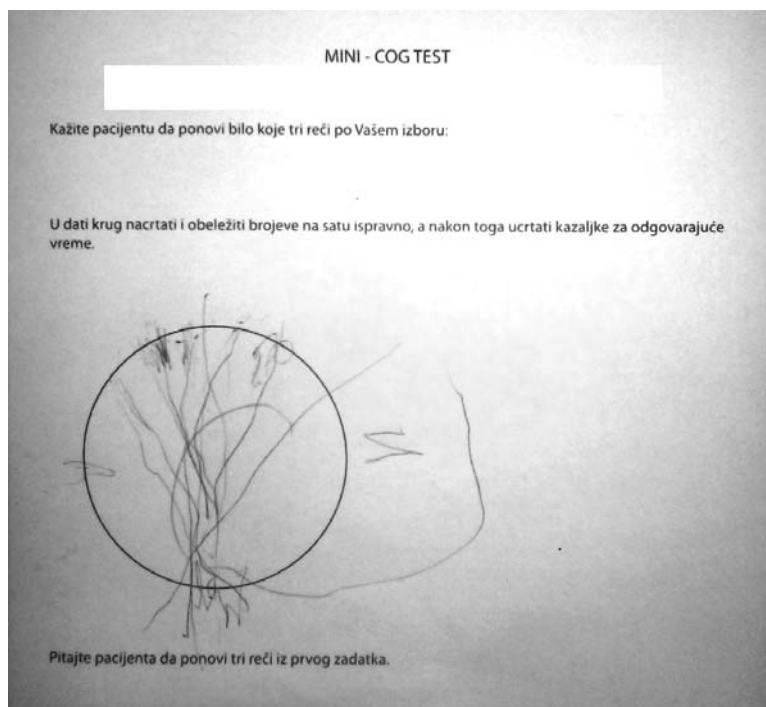 MINI - COG TEST
Kažite pacijentu da ponovi bilo koje tri reči po Vašem izboru:
U dati krug nacrtati i obeležiti brojeve na satu ispravno, a nakon toga ucrtati kazaljke za odgovarajuće
vreme.
Pitajte pacijenta da ponovi tri reči iz prvog zadatka.